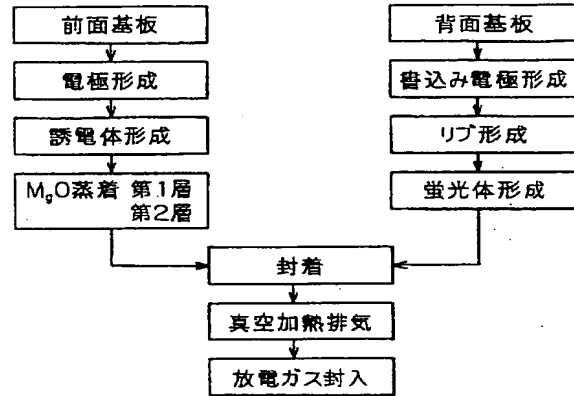 前面基板
電極形成
誘電体形成
MgO蒸着 第1層
第2層
背面基板
書込み電極形成
リブ形成
蛍光体形成
封着
真空加熱排気
放電ガス封入